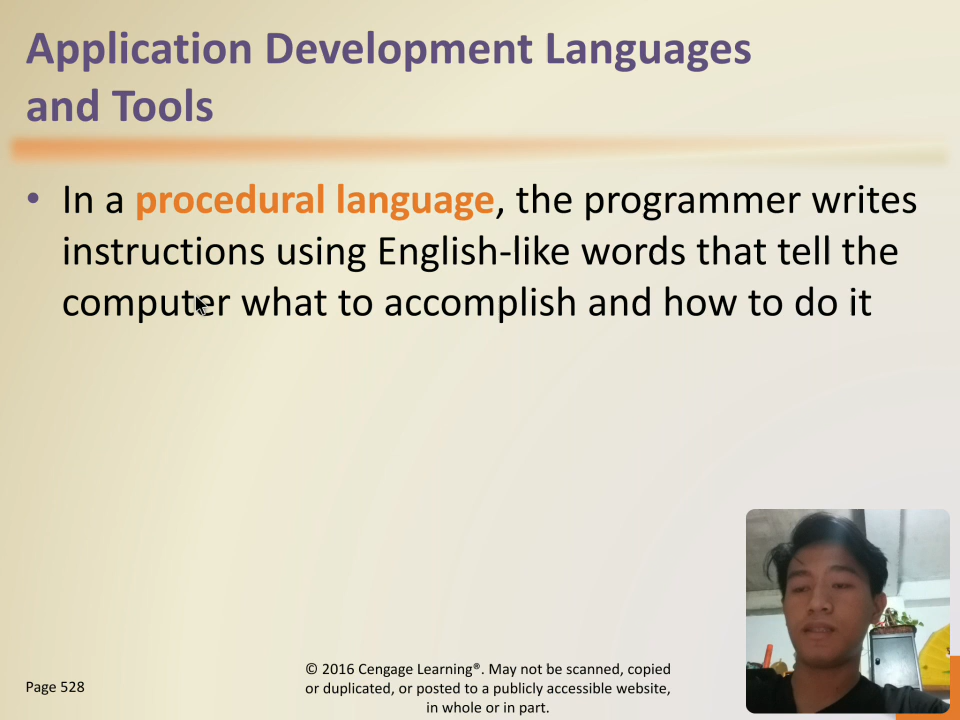 Application Development Languages
and Tools
• In a procedural language, the programmer writes
instructions using English-like words that tell the
computer what to accomplish and how to do it
Page 528
© 2016 Cengage Learning®. May not be scanned, copied
or duplicated, or posted to a publicly accessible website,
in whole or in part.